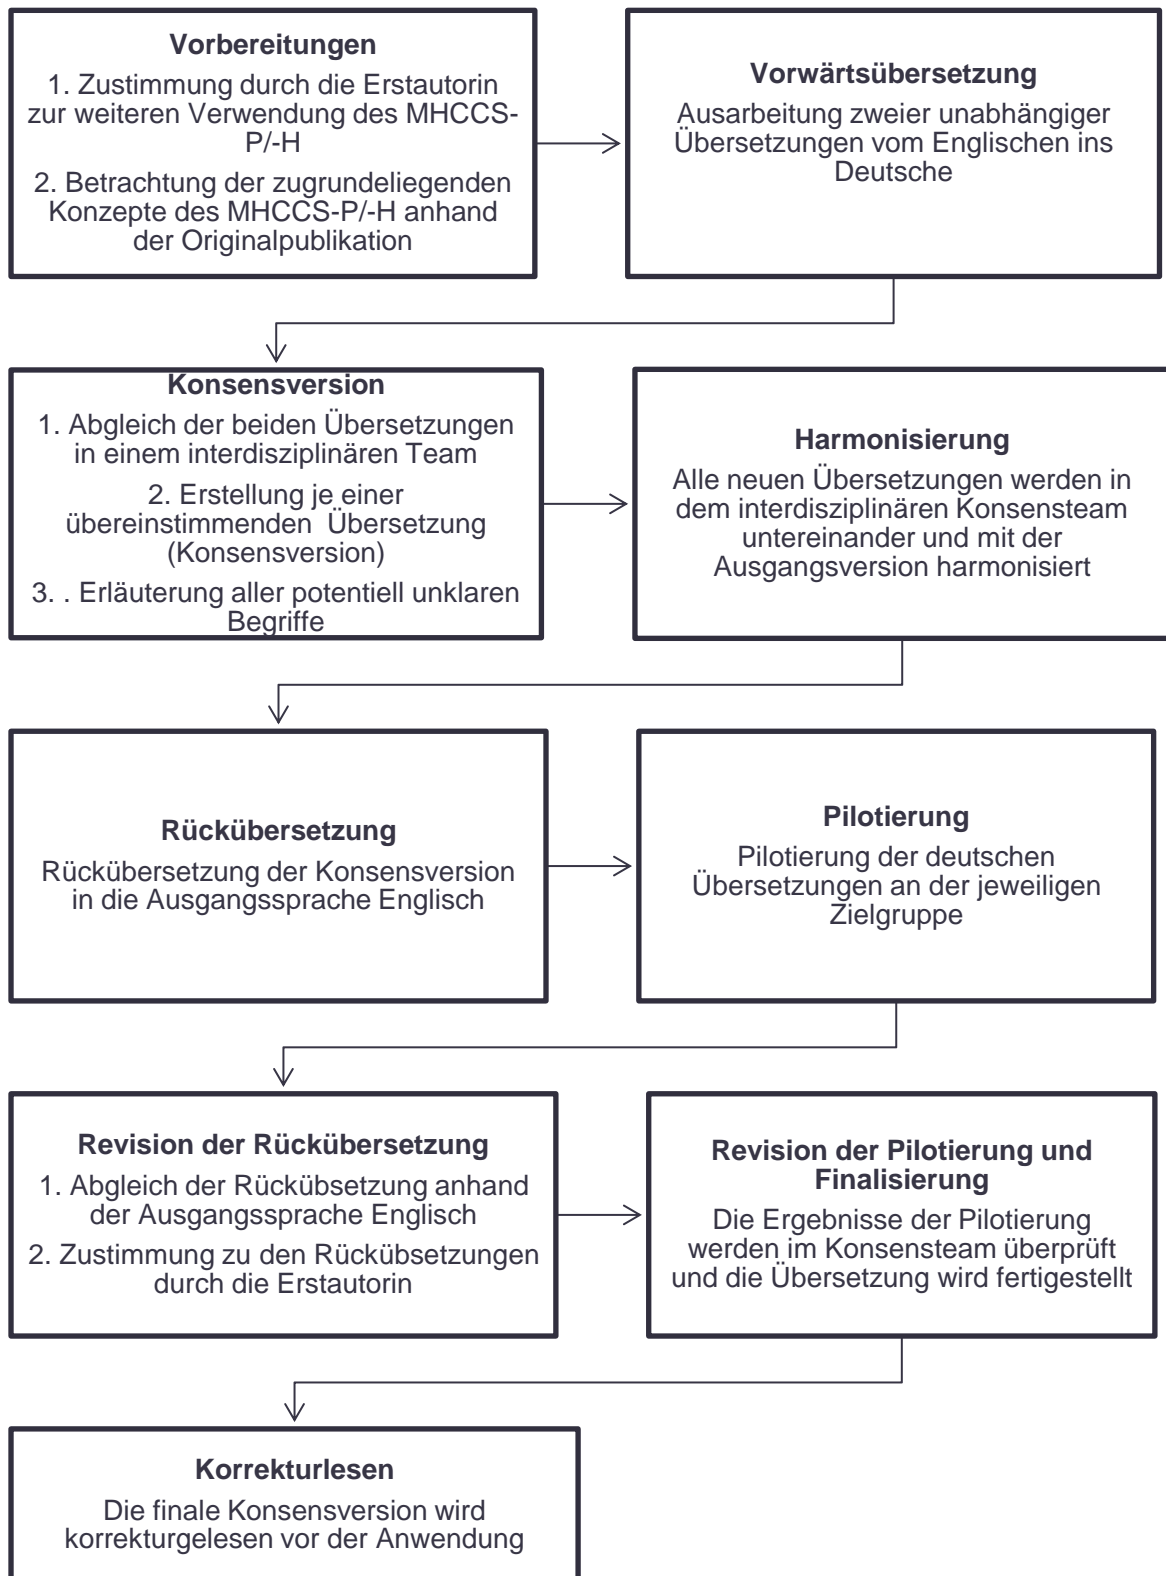 Vorbereitungen
1. Zustimmung durch die Erstautorin
zur weiteren Verwendung des MHCCS-
P/-H
2. Betrachtung der zugrundeliegenden
Konzepte des MHCCS-P/-H anhand
der Originalpublikation
Vorwärtsübersetzung
Ausarbeitung zweier unabhängiger
Übersetzungen vom Englischen ins
Deutsche
Konsensversion
1. Abgleich der beiden Übersetzungen
in einem interdisziplinären Team
2. Erstellung je einer
übereinstimmenden Übersetzung
(Konsensversion)
3. . Erläuterung aller potentiell unklaren
Begriffe
Harmonisierung
Alle neuen Übersetzungen werden in
dem interdisziplinären Konsensteam
untereinander und mit der
Ausgangsversion harmonisiert
Rückübersetzung
Rückübersetzung der Konsensversion
in die Ausgangssprache Englisch
Pilotierung
Pilotierung der deutschen
Übersetzungen an der jeweiligen
Zielgruppe
Revision der Rückübersetzung
1. Abgleich der Rückübsetzung anhand
der Ausgangssprache Englisch
2. Zustimmung zu den Rückübsetzungen
durch die Erstautorin
Revision der Pilotierung und
Finalisierung
Die Ergebnisse der Pilotierung
werden im Konsensteam überprüft
und die Übersetzung wird fertigestellt
Korrekturlesen
Die finale Konsensversion wird
korrekturgelesen vor der Anwendung